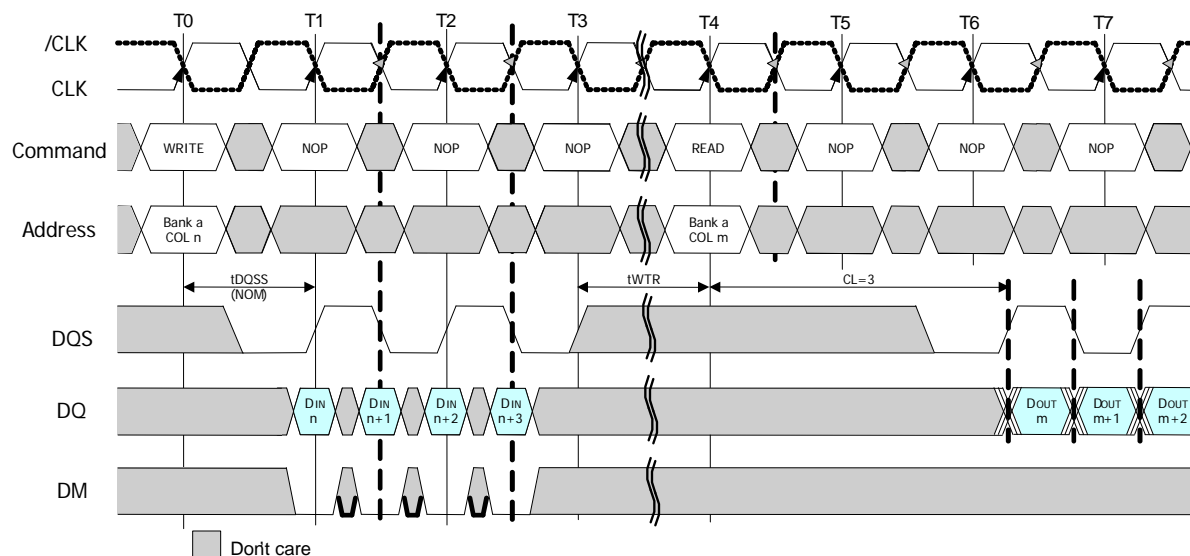 T0 T1 T2 T3 T4 T5 T6 T7
/CLK
CLK
Command WRITE NOP NOP NOP READ NOP NOP NOP
Address Bank a COL n Bank a COL m
tDQSS (NOM) tWTR CL=3
DQS
DQ DIN n DIN n+1 DIN n+2 DIN n+3 DOUT m DOUT m+1 DOUT m+2
DM
Don't care